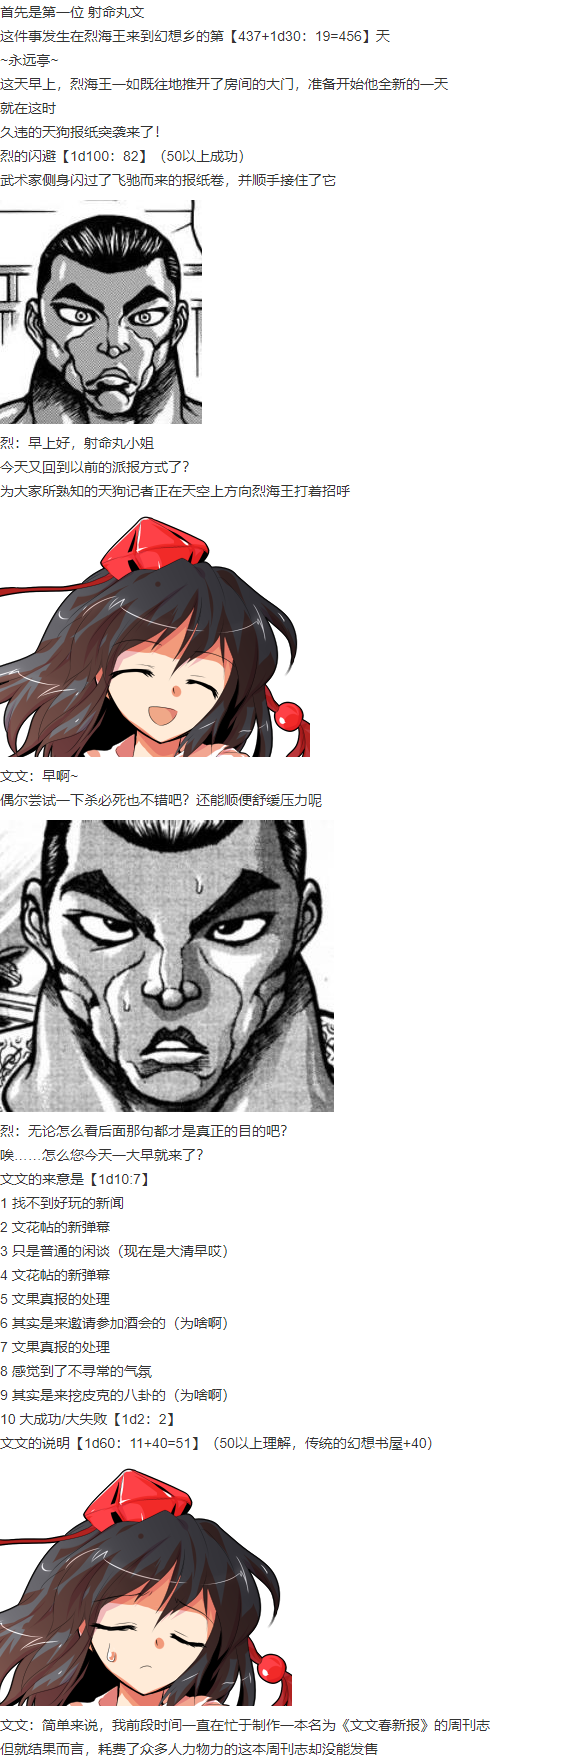 首先是第一位 射命丸文
这件事发生在烈海王来到幻想乡的第【437+1d30：19=456】天
~永远亭~
这天早上，烈海王一如既往地推开了房间的大门，准备开始他全新的一天
就在这时
久违的天狗报纸突袭来了！
烈的闪避【1d100：82】（50以上成功）
武术家侧身闪过了飞驰而来的报纸卷，并顺手接住了它
烈：早上好，射命丸小姐
今天又回到以前的派报方式了？
为大家所熟知的天狗记者正在天空上方向烈海王打着招呼
文文：早啊~
偶尔尝试一下杀必死也不错吧？还能顺便舒缓压力呢
烈：无论怎么看后面那句都才是真正的目的吧？
唉……怎么您今天一大早就来了？
文文的来意是【1d10:7】
1 找不到好玩的新闻
2 文花帖的新弹幕
3 只是普通的闲谈（现在是大清早哎）
4 文花帖的新弹幕
5 文果真报的处理
6 其实是来邀请参加酒会的（为啥啊）
7 文果真报的处理
8 感觉到了不寻常的气氛
9 其实是来挖皮克的八卦的（为啥啊）
10 大成功/大失败【1d2：2】
文文的说明【1d60：11+40=51】（50以上理解，传统的幻想书屋+40）
文文：简单来说，我前段时间一直在忙于制作一本名为《文文春新报》的周刊志
但就结果而言，耗费了众多人力物力的这本周刊志却没能发售